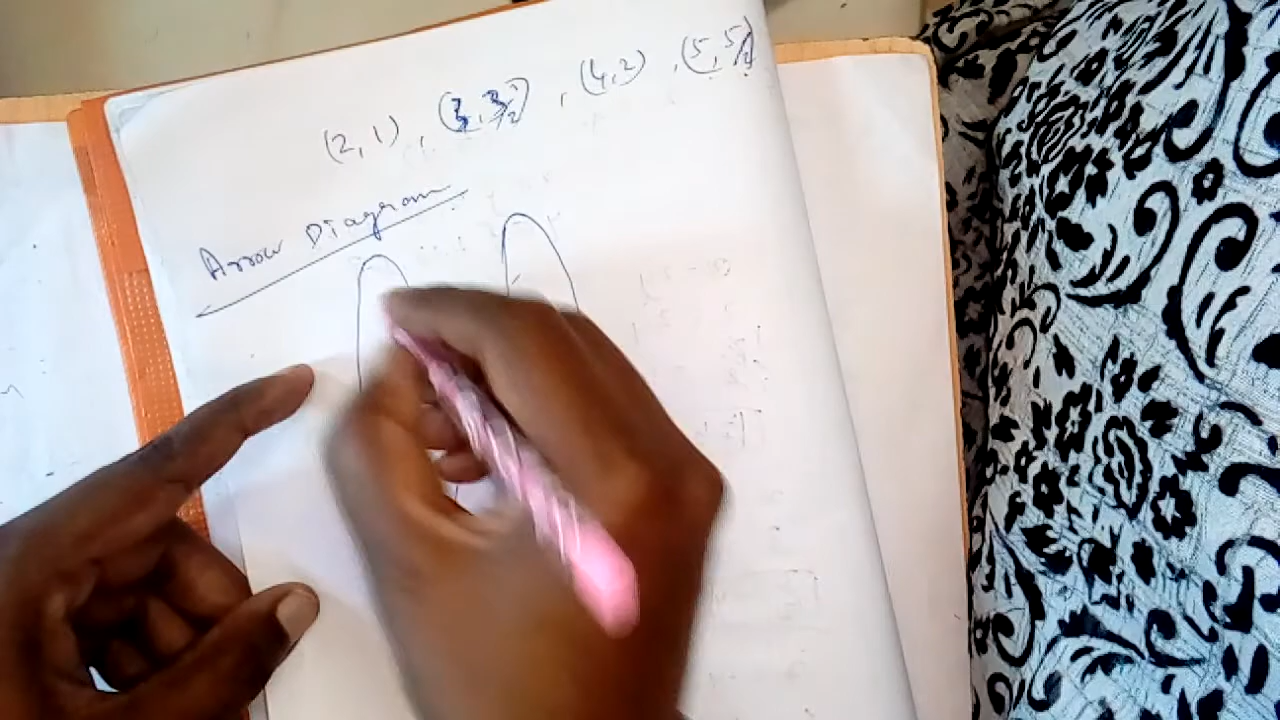 (2, 1), (3, 3/2), (4, 2), (5, 5/2)
Arrow Diagram